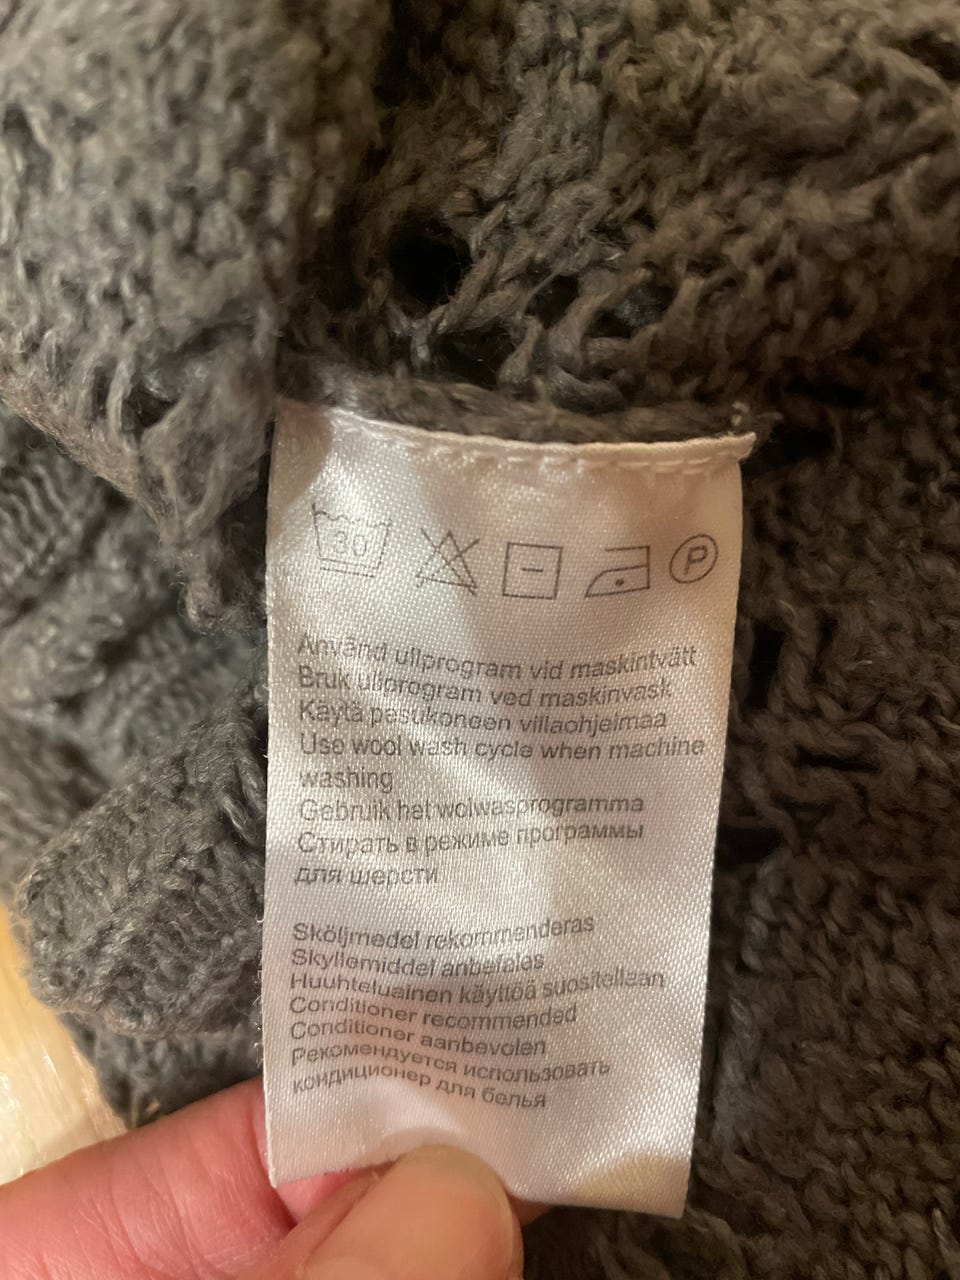 30 P
Använd ullprogram vid maskintvätt
Bruk ullprogram ved maskinvask
Käytä pesukoneen villaohjelmaa
Use wool wash cycle when machine
washing
Gebruik het wolwasprogramma
Стирать в режиме программы
для шерсти
Sköljmedel rekommenderas
Skyllemiddel anbefales
Huuhteluainen käyttöä suositellaan
Conditioner recommended
Conditioner aanbevolen
Рекомендуется использовать
кондиционер для белья